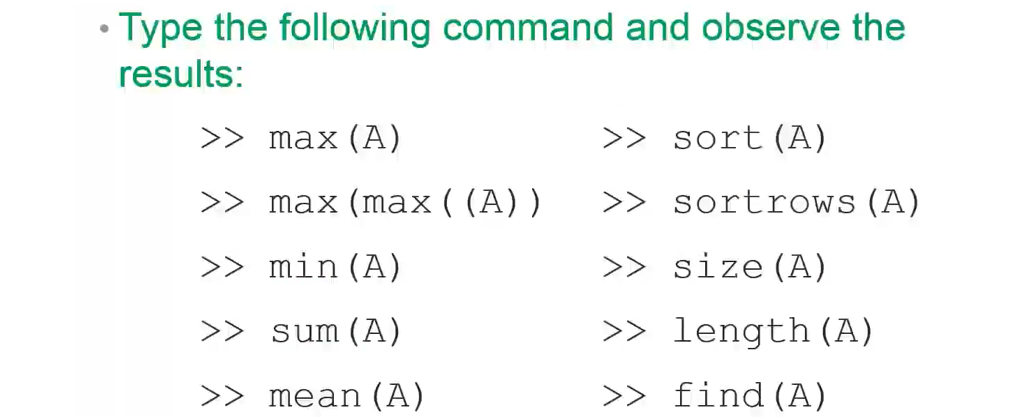 • Type the following command and observe the
results:
>> max(A)
>> max(max((A))
>> min(A)
>> sum(A)
>> mean(A)
>> sort(A)
>> sortrows(A)
>> size(A)
>> length(A)
>> find(A)